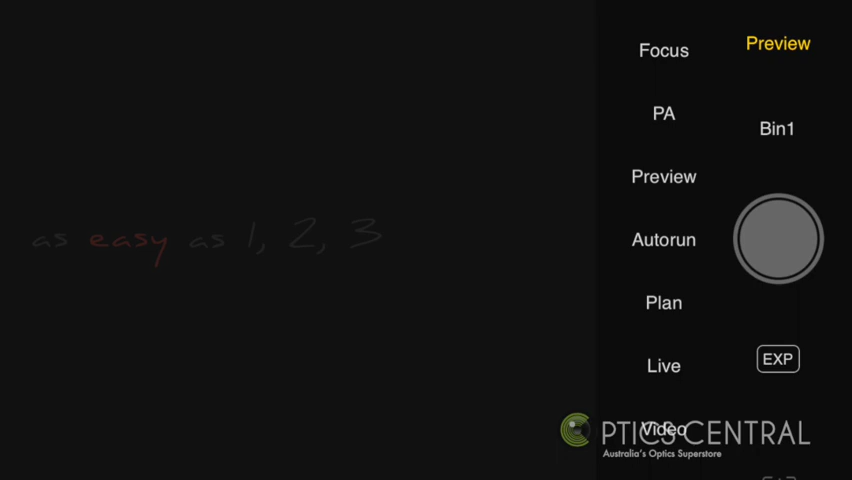 Preview
Focus
PA
Bin1
Preview
as easy as 1, 2, 3
Autorun
Plan
EXP
Live
Video
PTICS CENTRAL
Australia's Optics Superstore